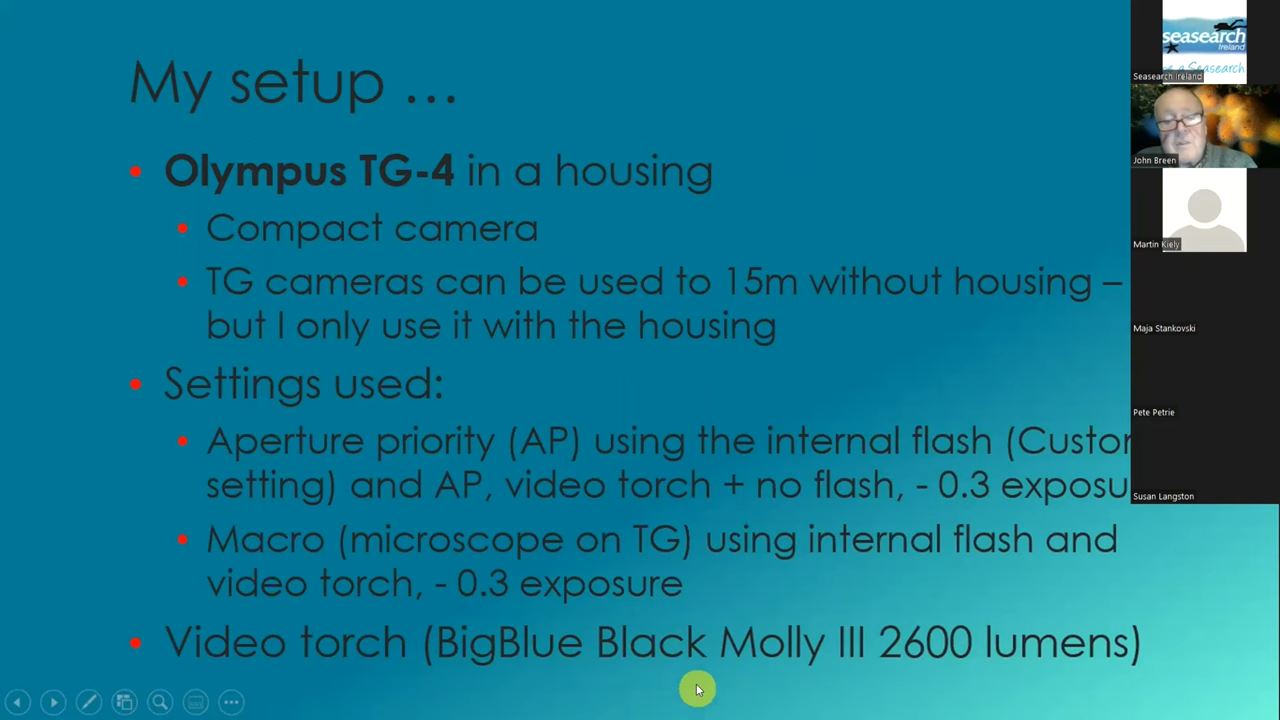 My setup ...
Olympus TG-4 in a housing
Compact camera
TG cameras can be used to 15m without housing –
but I only use it with the housing
Settings used:
Aperture priority (AP) using the internal flash (Custom
setting) and AP, video torch + no flash, - 0.3 exposu
Macro (microscope on TG) using internal flash and
video torch, - 0.3 exposure
Video torch (BigBlue Black Molly III 2600 lumens)
seasearch
Ireland
e a Seasearch
Seasearch Ireland
John Breen
Martin Kiely
Maja Stankovski
Pete Petrie
Susan Langston